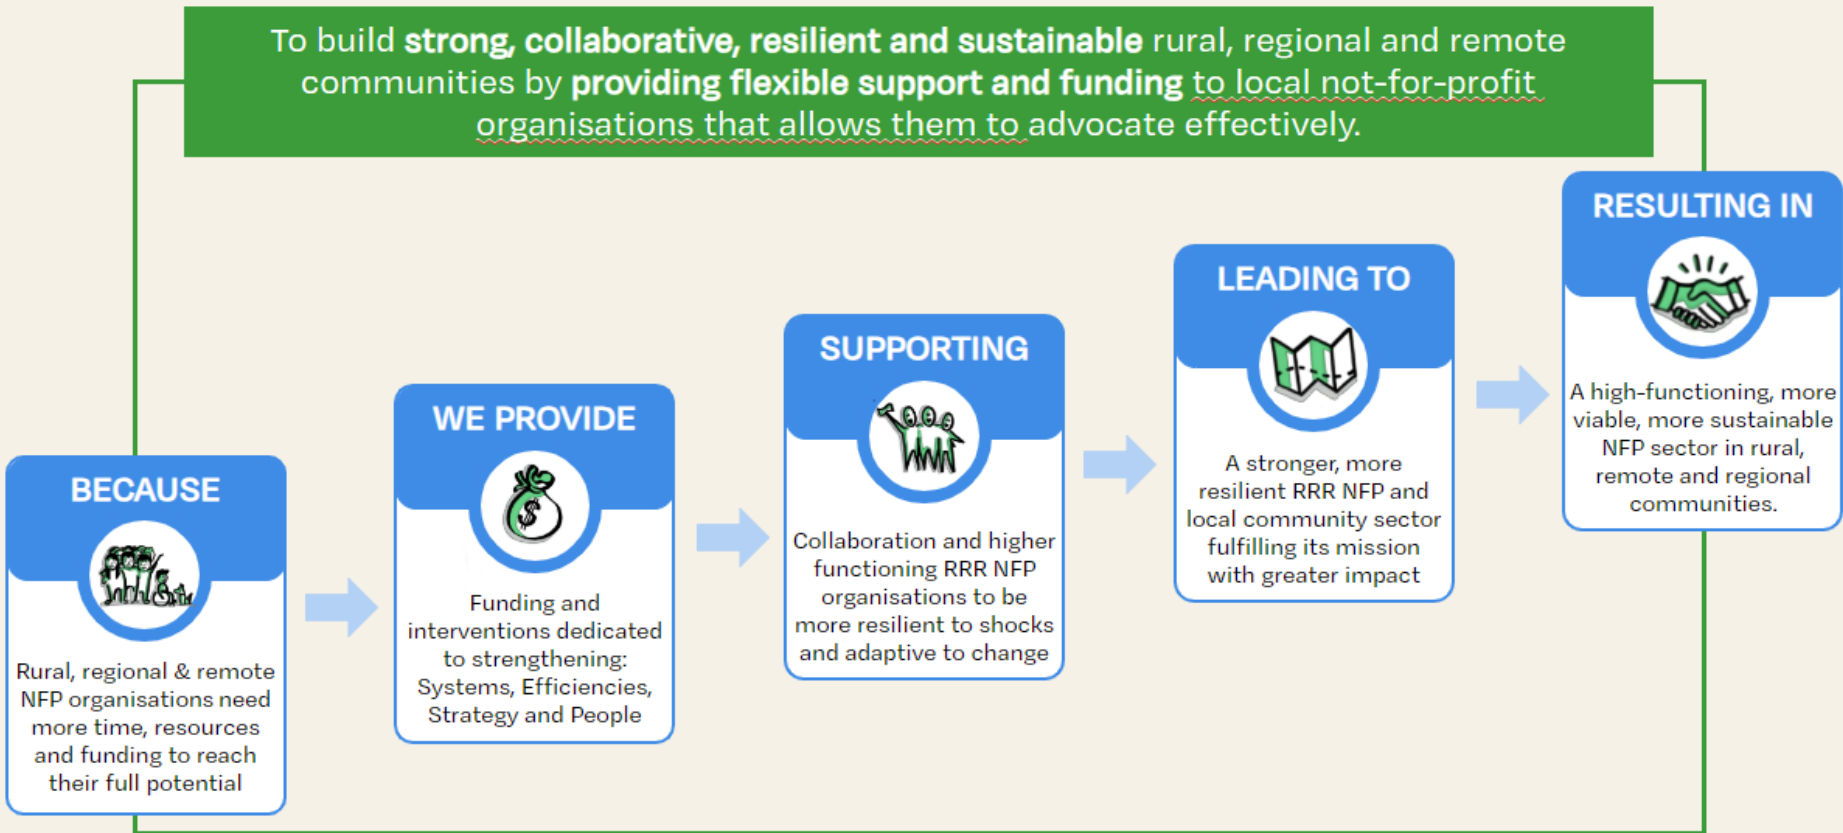 To build strong, collaborative, resilient and sustainable rural, regional and remote
communities by providing flexible support and funding to local not-for-profit
organisations that allows them to advocate effectively.
BECAUSE
Rural, regional & remote
NFP organisations need
more time, resources
and funding to reach
their full potential
WE PROVIDE
$
Funding and
interventions dedicated
to strengthening:
Systems, Efficiencies,
Strategy and People
SUPPORTING
Collaboration and higher
functioning RRR NFP
organisations to be
more resilient to shocks
and adaptive to change
LEADING TO
A stronger, more
resilient RRR NFP and
local community sector
fulfilling its mission
with greater impact
RESULTING IN
A high-functioning, more
viable, more sustainable
NFP sector in rural,
remote and regional
communities.